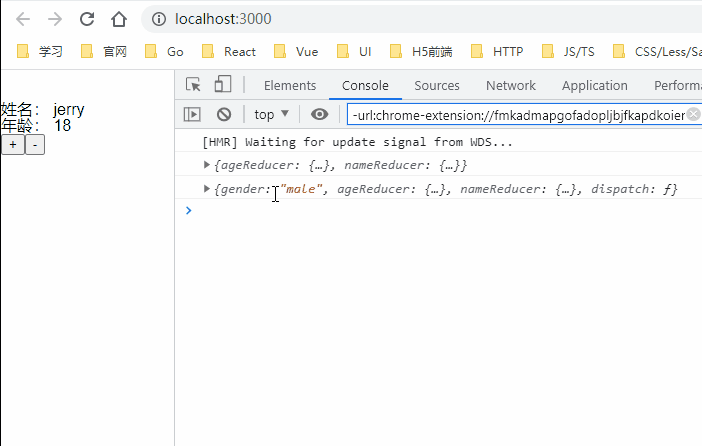 localhost:3000
学习 官网 Go React Vue UI H5前端 HTTP JS/TS CSS/Less/Sa
Elements Console Sources Network Application Performa
top -url:chrome-extension://fmkadmapgofadopljbjfkapdkoier
姓名： jerry
年龄： 18
+ -
[HMR] Waiting for update signal from WDS...
{ageReducer: {…}, nameReducer: {…}}
{gender: "male", ageReducer: {…}, nameReducer: {…}, dispatch: ƒ}